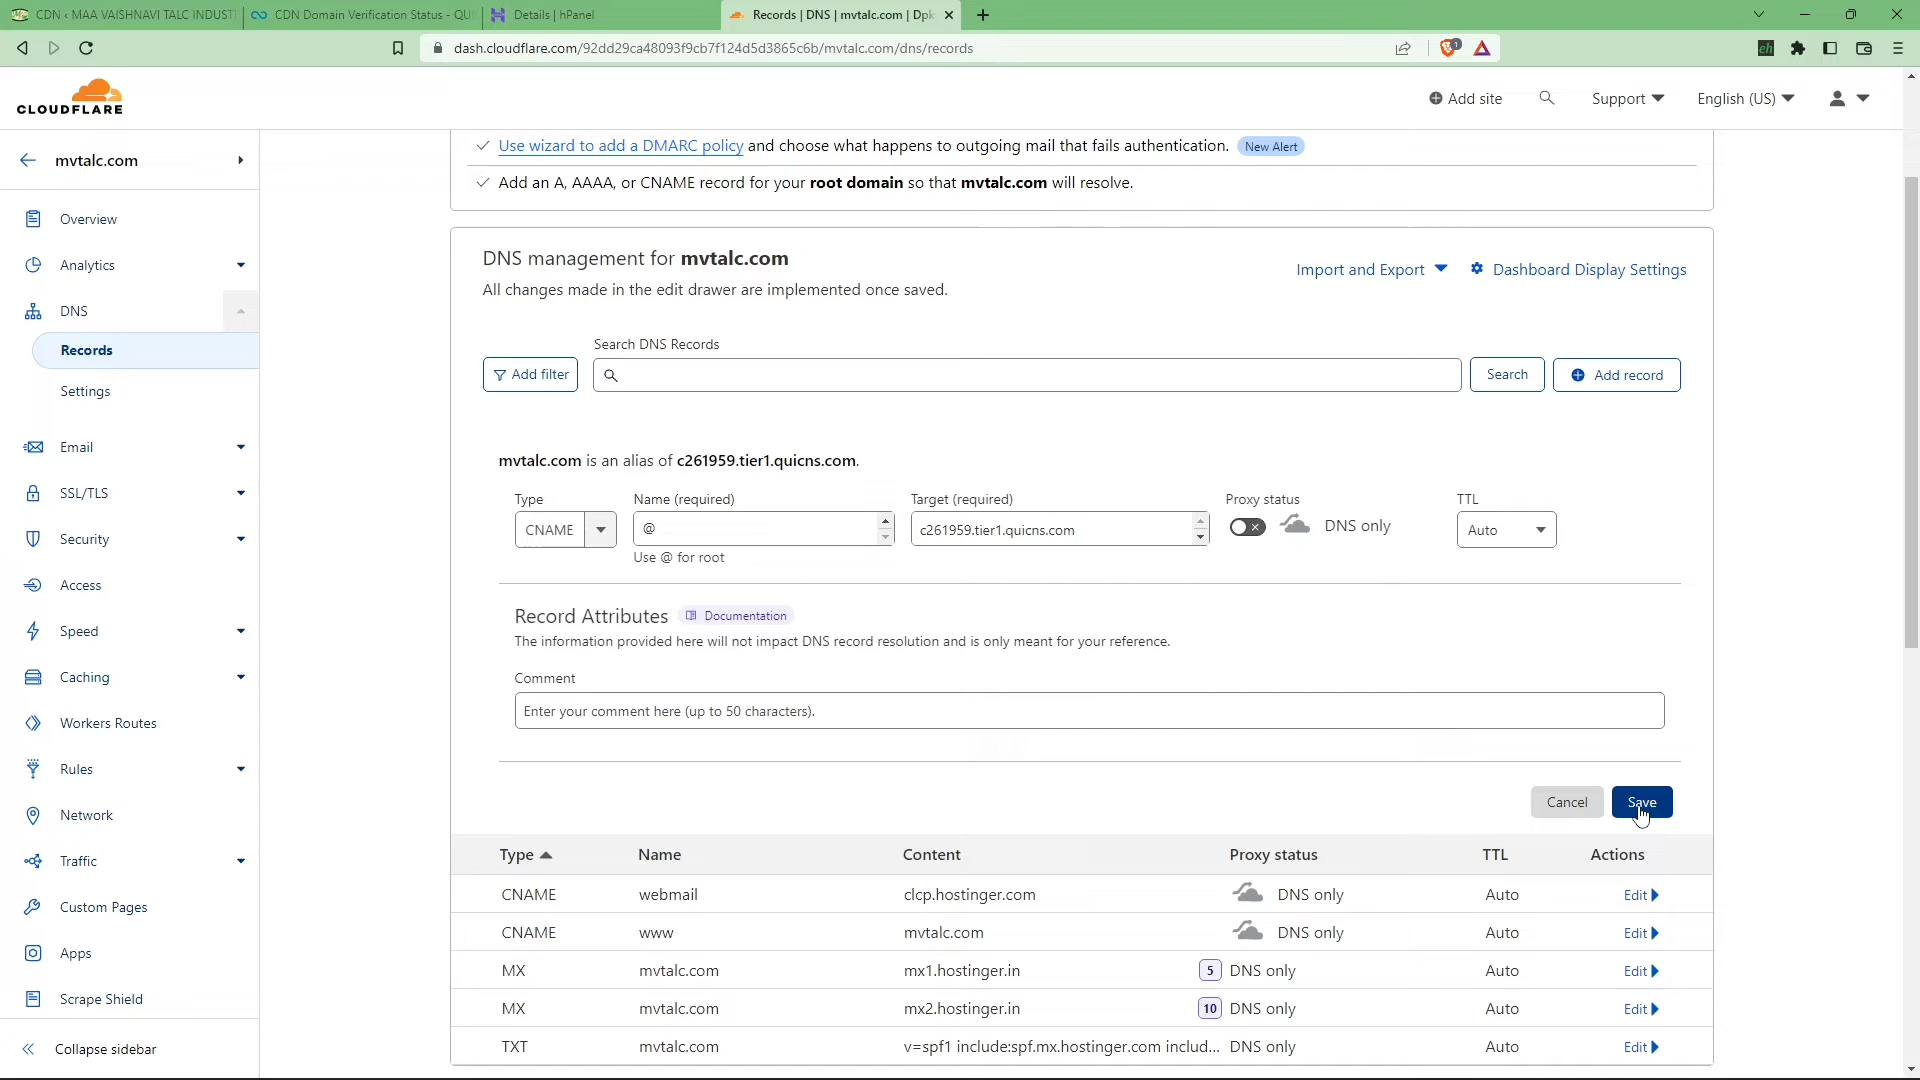 CDN ‹ MAA VAISHNAVI TALC INDUST
CDN Domain Verification Status - QUI
Details | hPanel
Records | DNS | mvtalc.com | Dpk
dash.cloudflare.com/92dd29ca48093f9cb7f124d5d3865c6b/mvtalc.com/dns/records
1
eh
CLOUDFLARE
Add site
Support
English (US)
mvtalc.com
Overview
Analytics
DNS
Records
Settings
Email
SSL/TLS
Security
Access
Speed
Caching
Workers Routes
Rules
Network
Traffic
Custom Pages
Apps
Scrape Shield
Collapse sidebar
Use wizard to add a DMARC policy and choose what happens to outgoing mail that fails authentication. New Alert
Add an A, AAAA, or CNAME record for your root domain so that mvtalc.com will resolve.
DNS management for mvtalc.com
All changes made in the edit drawer are implemented once saved.
Import and Export
Dashboard Display Settings
Search DNS Records
Add filter
Search
Add record
mvtalc.com is an alias of c261959.tier1.quicns.com.
Type Name (required) Target (required) Proxy status TTL
CNAME @ c261959.tier1.quicns.com DNS only Auto
Use @ for root
Record Attributes Documentation
The information provided here will not impact DNS record resolution and is only meant for your reference.
Comment
Enter your comment here (up to 50 characters).
Cancel Save
Type Name Content Proxy status TTL Actions
CNAME webmail clcp.hostinger.com DNS only Auto Edit
CNAME www mvtalc.com DNS only Auto Edit
MX mvtalc.com mx1.hostinger.in 5 DNS only Auto Edit
MX mvtalc.com mx2.hostinger.in 10 DNS only Auto Edit
TXT mvtalc.com v=spf1 include:spf.mx.hostinger.com includ... DNS only Auto Edit